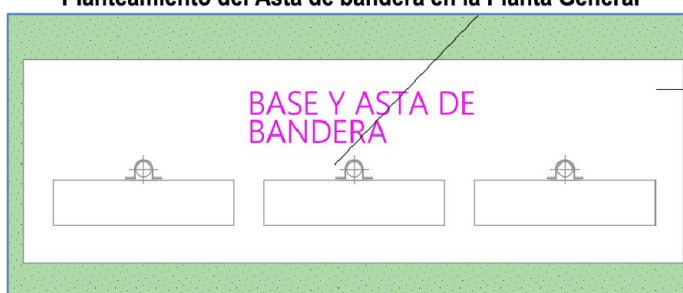 Planteamiento del Asta de bandera en la Planta General
BASE Y ASTA DE
BANDERA